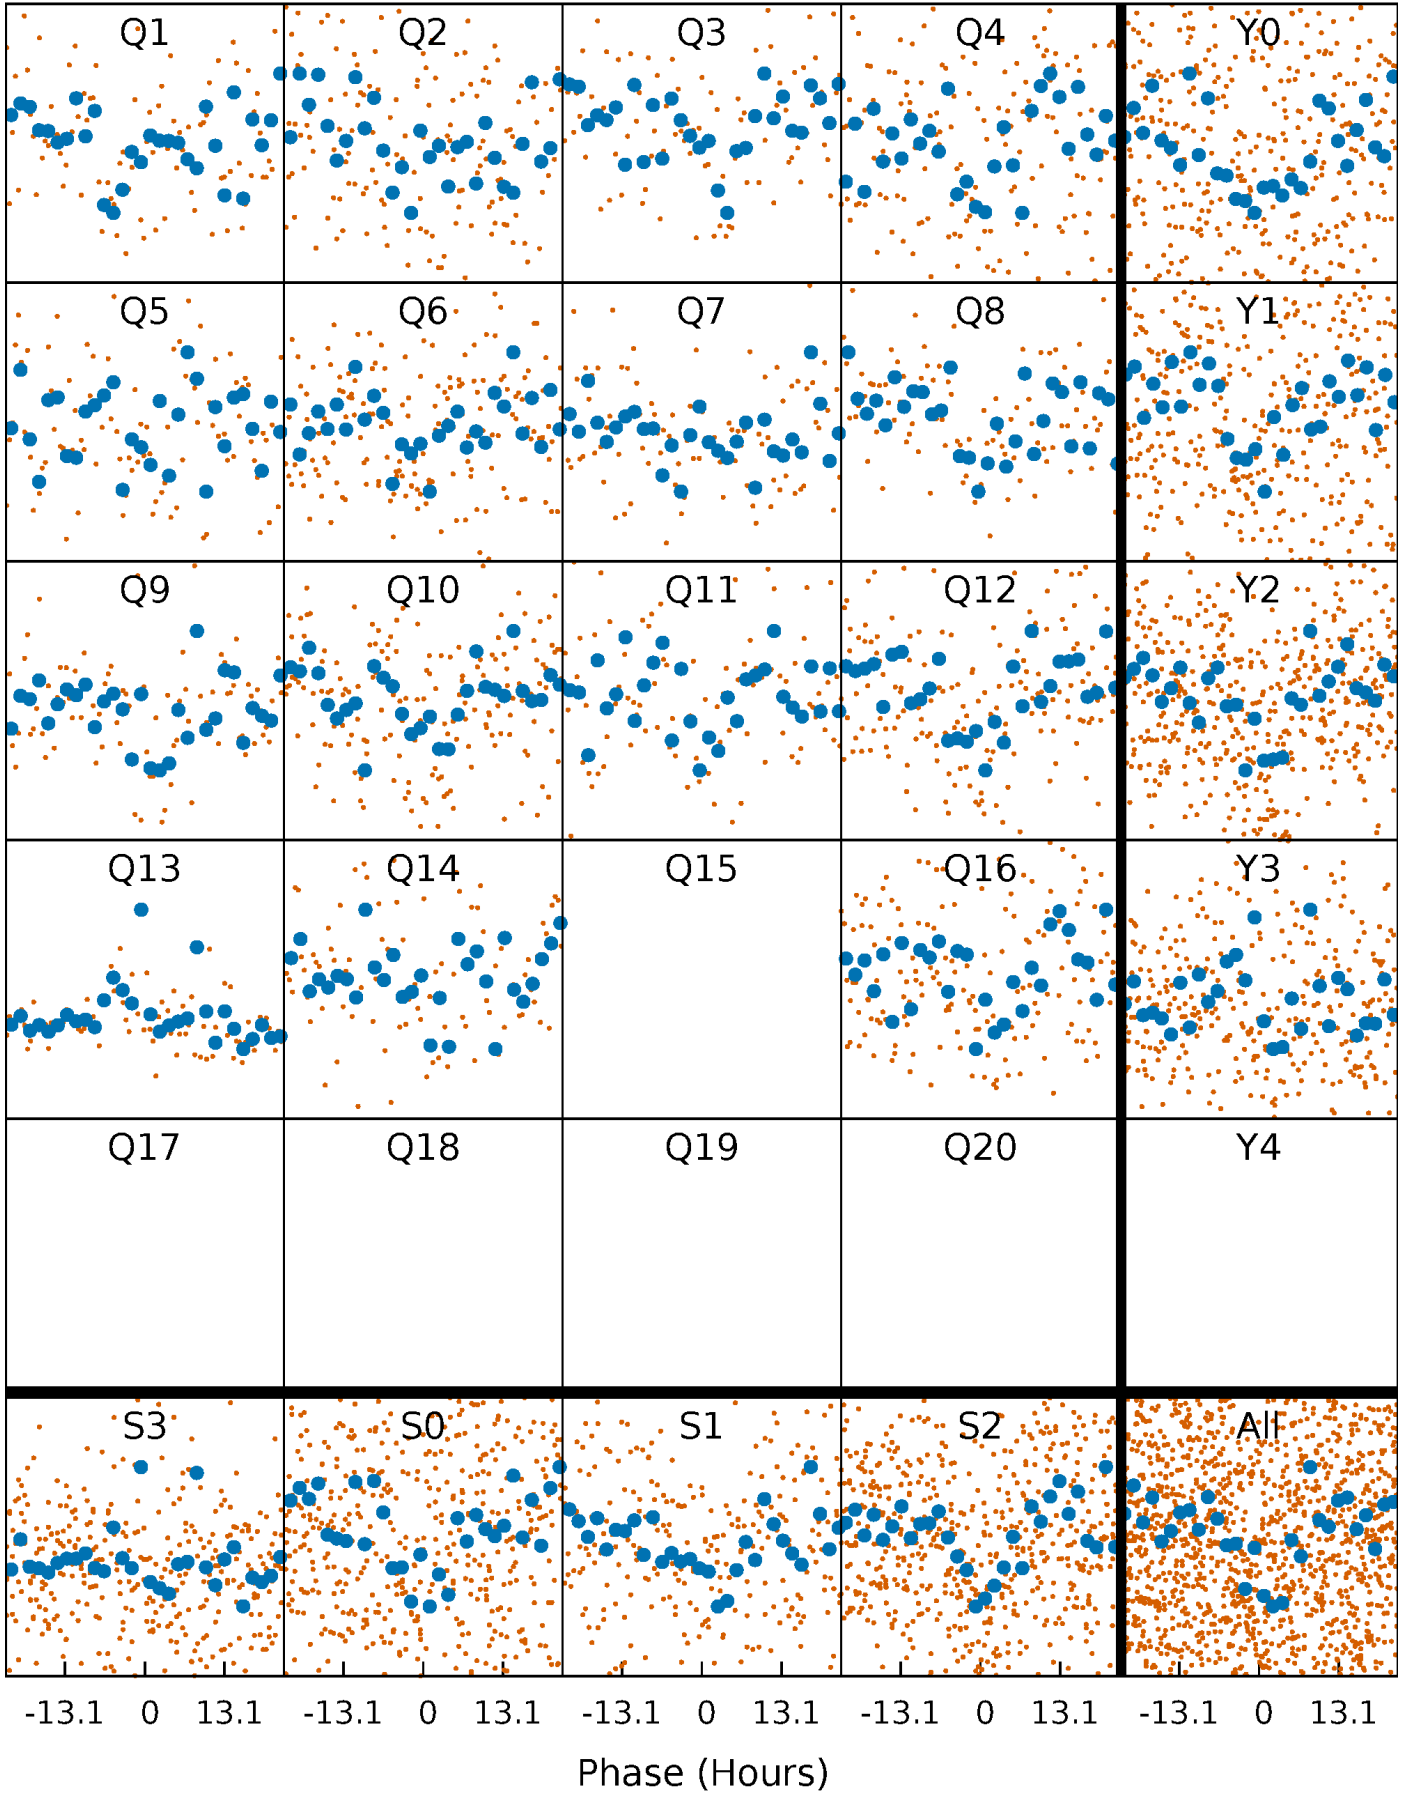 Q1 Q2 Q3 Q4 Y0
Q5 Q6 Q7 Q8 Y1
Q9 Q10 Q11 Q12 Y2
Q13 Q14 Q15 Q16 Y3
Q17 Q18 Q19 Q20 Y4
S3 S0 S1 S2 All
-13.1 0 13.1 -13.1 0 13.1 -13.1 0 13.1 -13.1 0 13.1 -13.1 0 13.1
Phase (Hours)